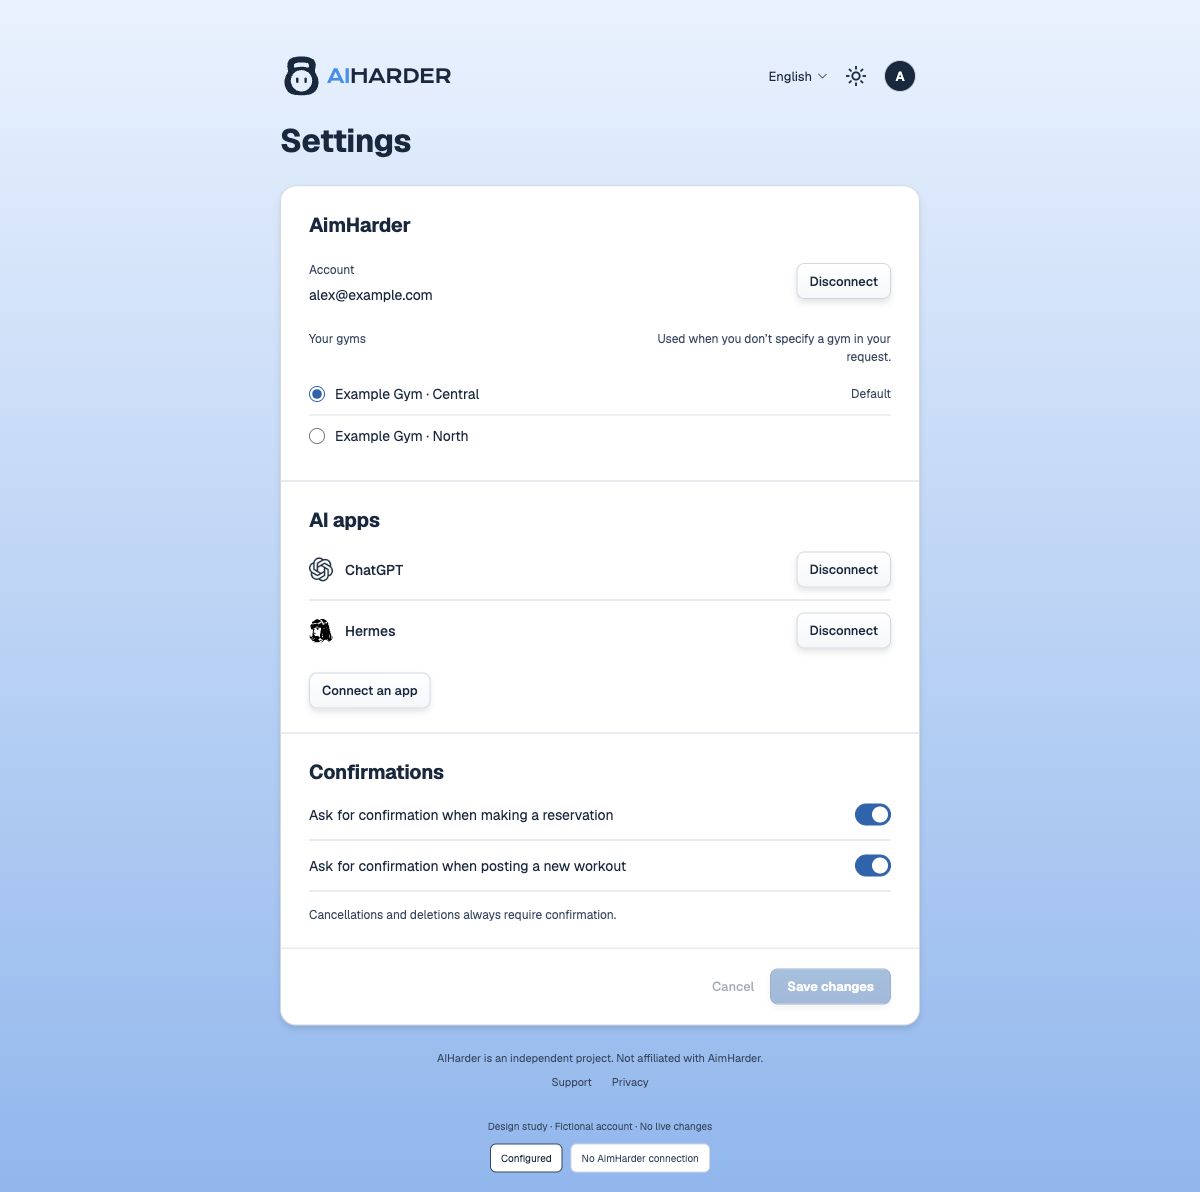 AIHARDER
English
A
Settings
AimHarder
Account
alex@example.com
Disconnect
Your gyms
Used when you don’t specify a gym in your
request.
Example Gym · Central
Default
Example Gym · North
AI apps
ChatGPT
Disconnect
Hermes
Disconnect
Connect an app
Confirmations
Ask for confirmation when making a reservation
Ask for confirmation when posting a new workout
Cancellations and deletions always require confirmation.
Cancel
Save changes
AIHarder is an independent project. Not affiliated with AimHarder.
Support
Privacy
Design study · Fictional account · No live changes
Configured
No AimHarder connection